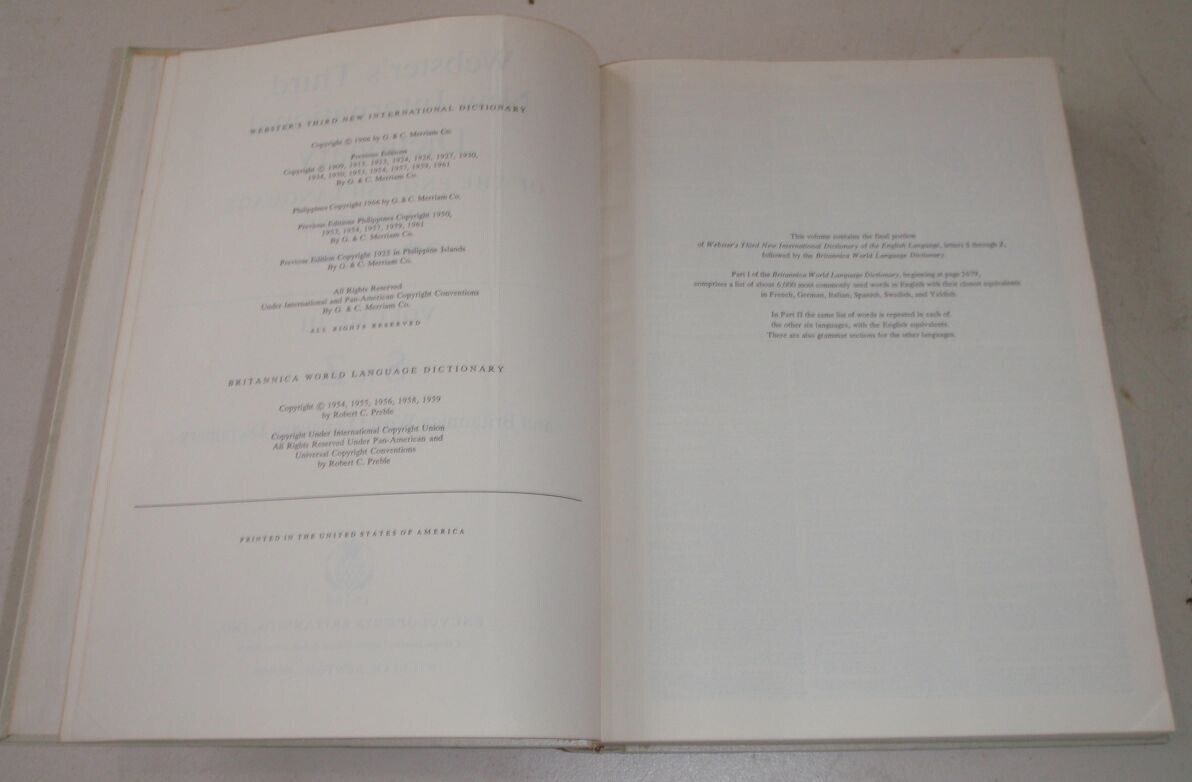 WEBSTER'S THIRD NEW INTERNATIONAL DICTIONARY
Copyright © 1966 by G. & C. Merriam Co.
Previous Editions
Copyright © 1909, 1913, 1923, 1924, 1926, 1927, 1930,
1934, 1950, 1953, 1954, 1957, 1959, 1961
By G. & C. Merriam Co.
Philippines Copyright 1966 by G. & C. Merriam Co.
Previous Editions Philippines Copyright 1950,
1953, 1954, 1957, 1959, 1961
By G. & C. Merriam Co.
Previous Edition Copyright 1925 in Philippine Islands
By G. & C. Merriam Co.
All Rights Reserved
Under International and Pan-American Copyright Conventions
By G. & C. Merriam Co.
ALL RIGHTS RESERVED
BRITANNICA WORLD LANGUAGE DICTIONARY
Copyright © 1954, 1955, 1956, 1958, 1959
by Robert C. Preble
Copyright Under International Copyright Union
All Rights Reserved Under Pan-American and
Universal Copyright Conventions
by Robert C. Preble
PRINTED IN THE UNITED STATES OF AMERICA
This volume contains the final portion
of Webster's Third New International Dictionary of the English Language, letters S through Z,
followed by the Britannica World Language Dictionary.
Part I of the Britannica World Language Dictionary, beginning at page
comprises a list of about 6,000 most commonly used words in English with their closest equivalents
in French, German, Italian, Spanish, Swedish, and Yiddish.
In Part II the same list of words is repeated in each of
the other six languages, with the English equivalents.
There are also grammar sections for the other languages.